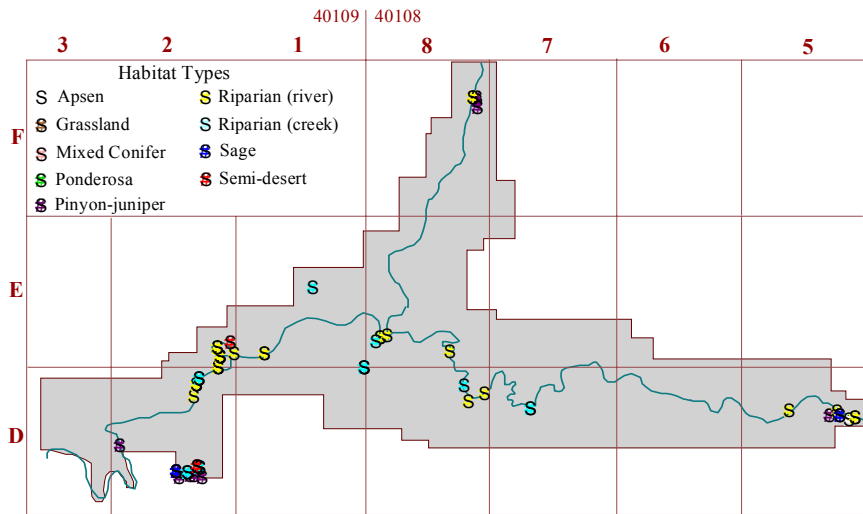 40109 40108
3 2 1 8 7 6 5
Habitat Types
S Apsen S Riparian (river)
S Grassland S Riparian (creek)
S Mixed Conifer S Sage
S Ponderosa S Semi-desert
S Pinyon-juniper
F
E
D